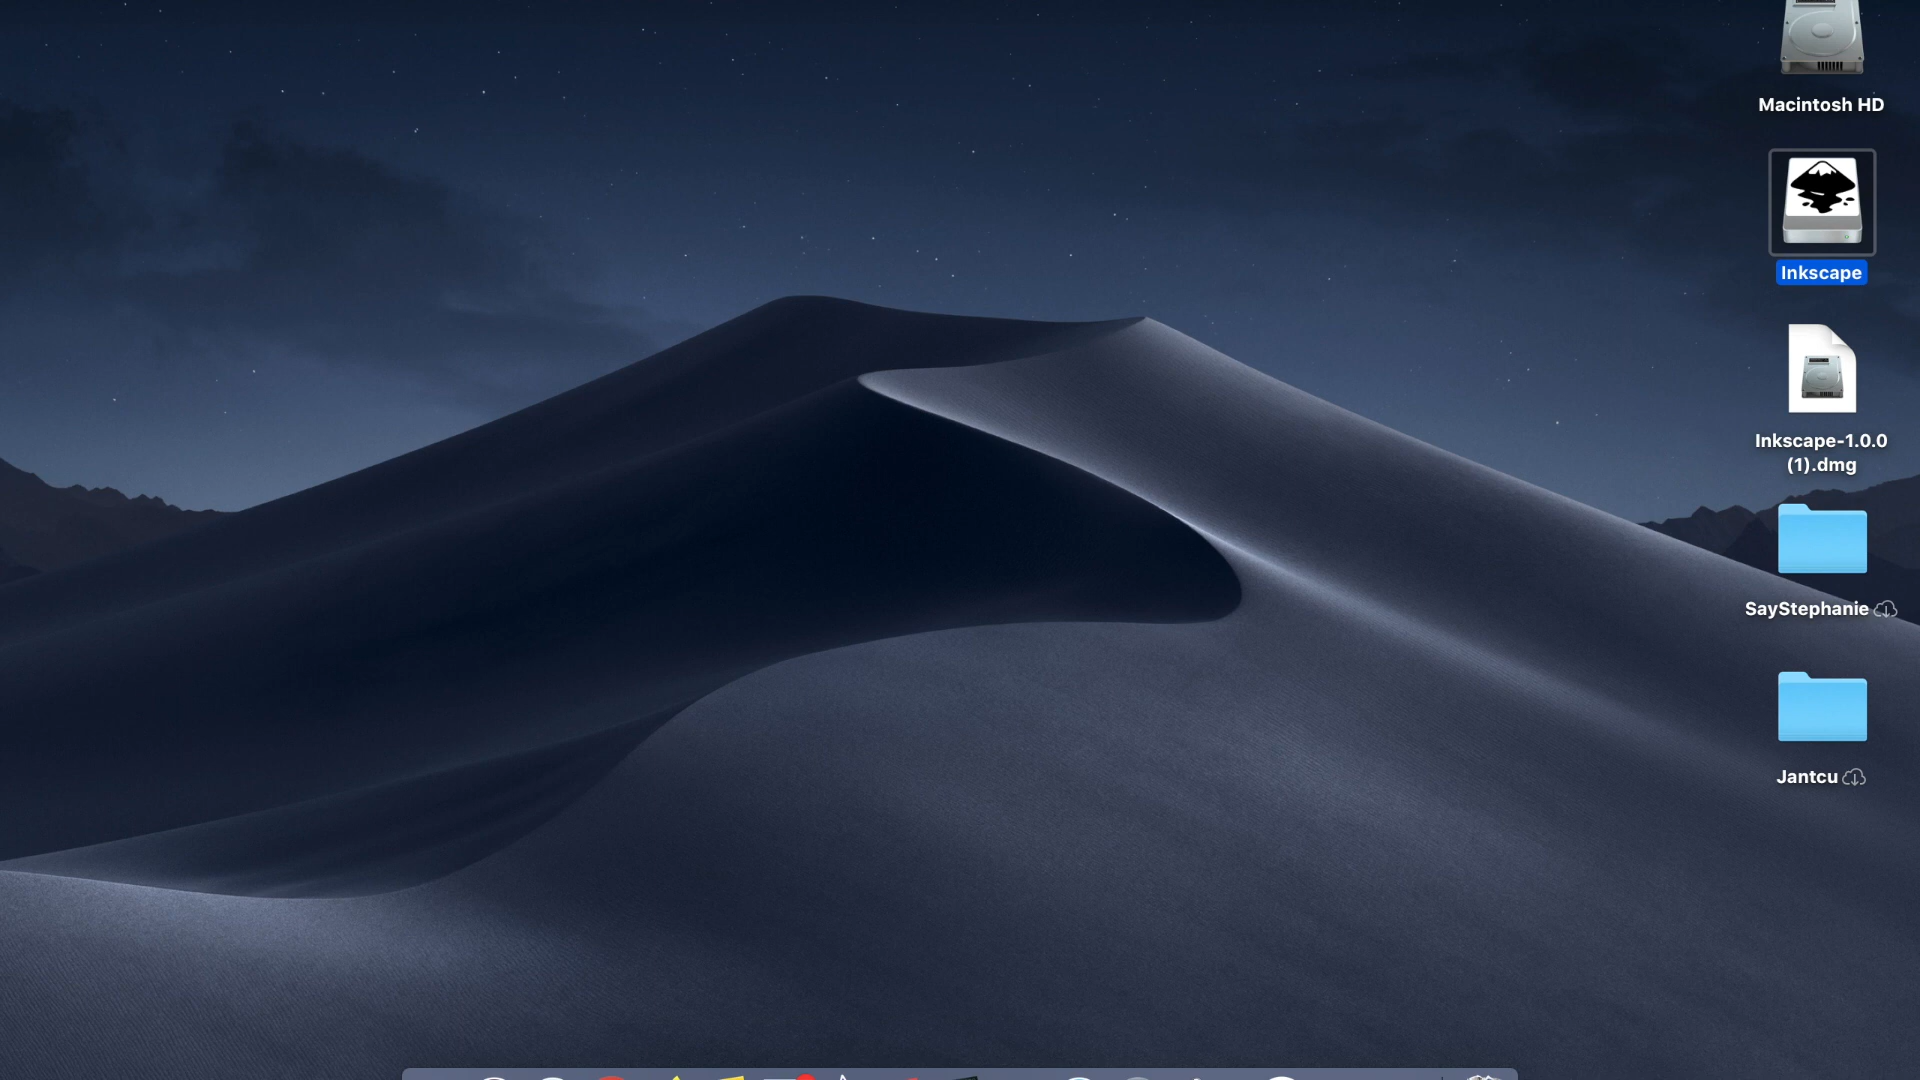 Macintosh HD
Inkscape
Inkscape-1.0.0
(1).dmg
SayStephanie
Jantcu